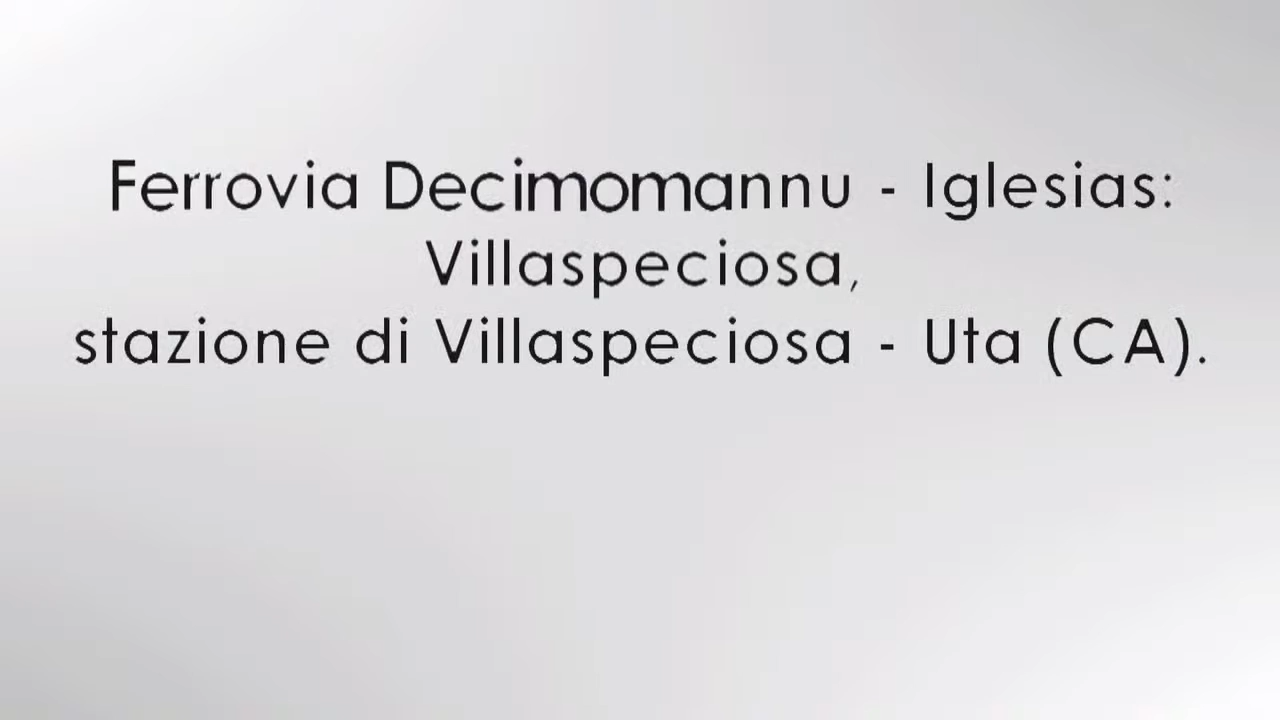 Ferrovia Decimomannu - Iglesias:
Villaspeciosa,
stazione di Villaspeciosa - Uta (CA).